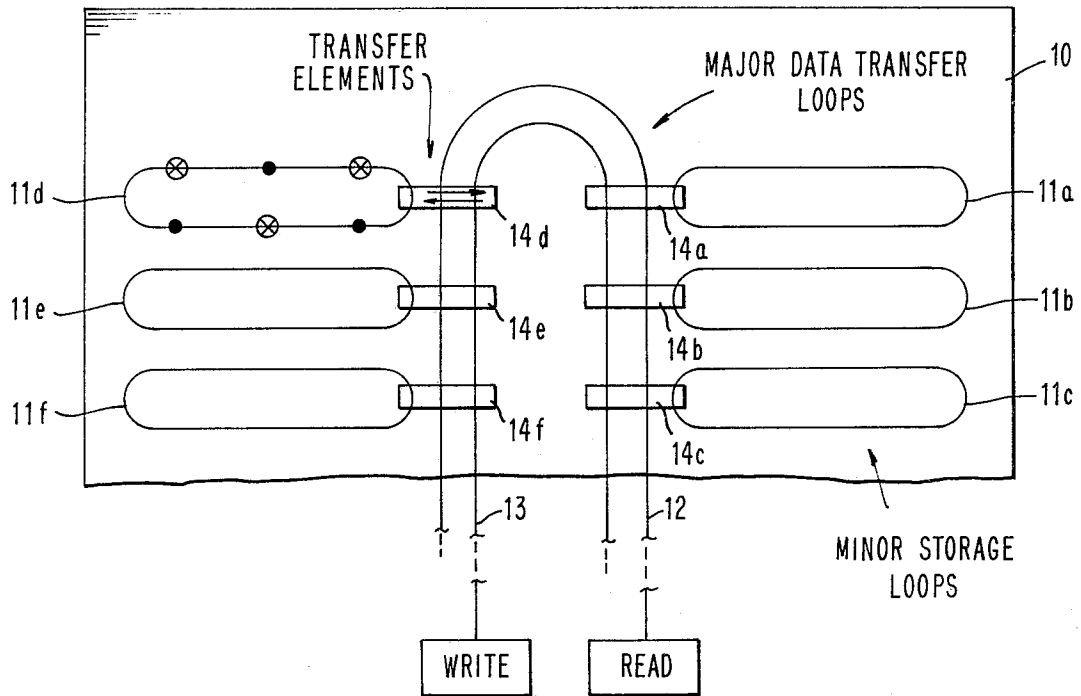 TRANSFER
ELEMENTS
MAJOR DATA TRANSFER
LOOPS
10
11d
14d
14a
11a
11e
14e
14b
11b
11f
14f
14c
11c
13
12
MINOR STORAGE
LOOPS
WRITE
READ